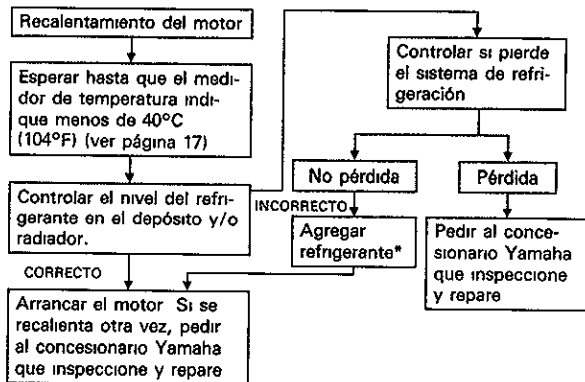 Recalentamiento del motor
Esperar hasta que el medi-
dor de temperatura indi-
que menos de 40°C
(104°F) (ver página 17)
Controlar el nivel del refri-
gerante en el depósito y/o
radiador.
CORRECTO
INCORRECTO
Controlar si pierde
el sistema de refri-
geración
No pérdida
Pérdida
Agregar
refrigerante*
Pedir al conce-
sionario Yamaha
que inspeccione
y repare
Arrancar el motor Si se
recalienta otra vez, pedir
al concesionario Yamaha
que inspeccione y repare